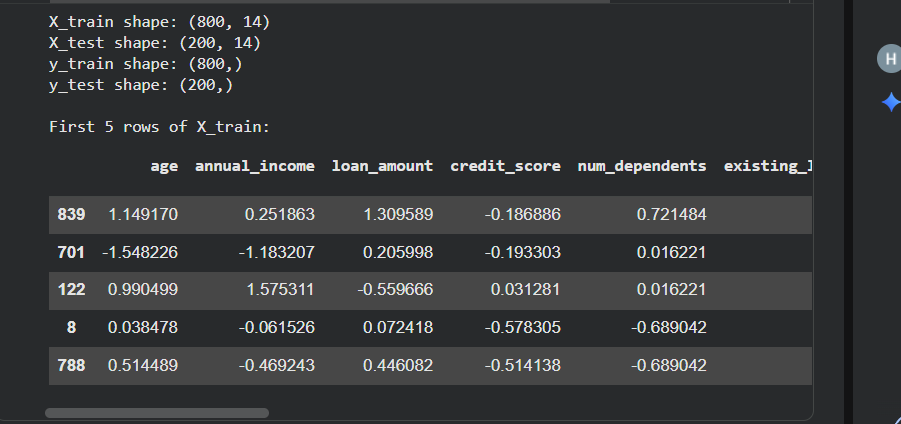 X_train shape: (800, 14)
X_test shape: (200, 14)
y_train shape: (800,)
y_test shape: (200,)
First 5 rows of X_train:
age annual_income loan_amount credit_score num_dependents existing_l
839 1.149170 0.251863 1.309589 -0.186886 0.721484
701 -1.548226 -1.183207 0.205998 -0.193303 0.016221
122 0.990499 1.575311 -0.559666 0.031281 0.016221
8 0.038478 -0.061526 0.072418 -0.578305 -0.689042
788 0.514489 -0.469243 0.446082 -0.514138 -0.689042
H